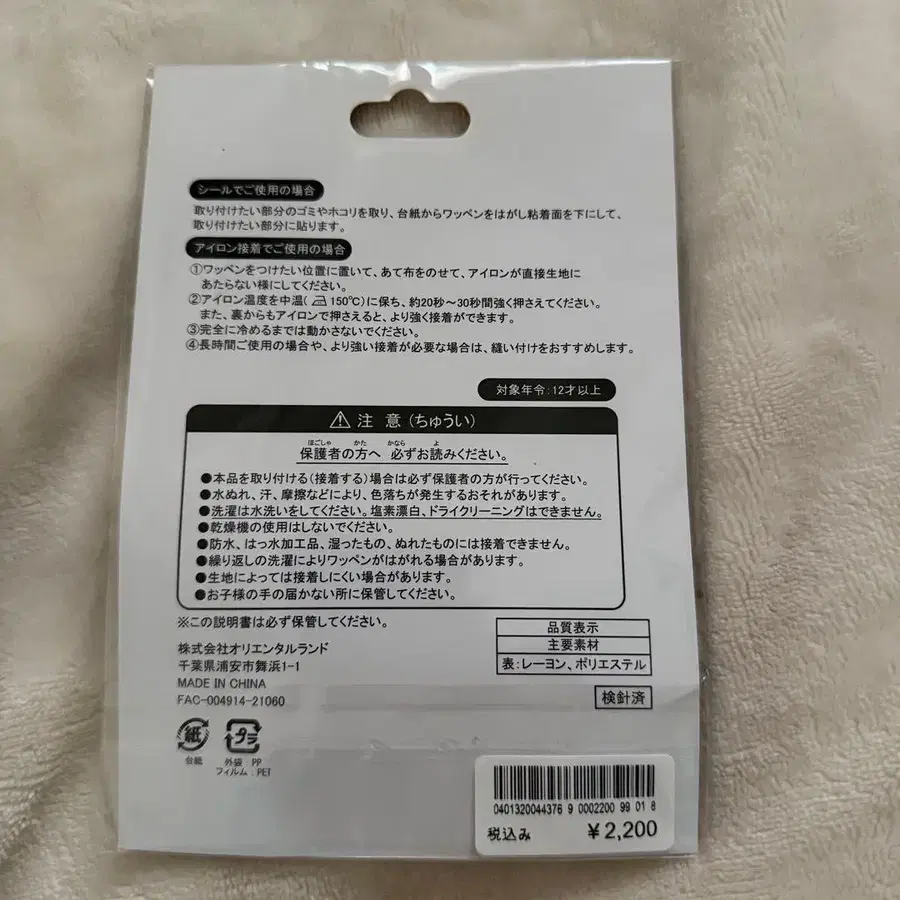 シールでご使用の場合
取り付けたい部分のゴミやホコリを取り、台紙からワッペンをはがし粘着面を下にして、
取り付けたい部分に貼ります。
アイロン接着でご使用の場合
①ワッペンをつけたい位置に置いて、あて布をのせて、アイロンが直接生地に
あたらない様にしてください。
②アイロン温度を中温(150℃)に保ち、約20秒～30秒間強く押さえてください。
また、裏からもアイロンで押さえると、より強く接着ができます。
③完全に冷めるまでは動かさないでください。
④長時間ご使用の場合や、より強い接着が必要な場合は、縫い付けをおすすめします。
対象年令:12才以上
⚠注 意(ちゅうい)
ほごしゃ かた かなら よ
保護者の方へ 必ずお読みください。
●本品を取り付ける(接着する)場合は必ず保護者の方が行ってください。
●水ぬれ、汗、摩擦などにより、色落ちが発生するおそれがあります。
●洗濯は水洗いをしてください。塩素漂白、ドライクリーニングはできません。
●乾燥機の使用はしないでください。
●防水、はっ水加工品、湿ったもの、ぬれたものには接着できません。
●繰り返しの洗濯によりワッペンがはがれる場合があります。
●生地によっては接着しにくい場合があります。
●お子様の手の届かない所に保管してください。
※この説明書は必ず保管してください。
品質表示
主要素材
表:レーヨン、ポリエステル
検針済
株式会社オリエンタルランド
千葉県浦安市舞浜1-1
MADE IN CHINA
FAC-004914-21060
紙
台紙
プラ
外袋:PP
フィルム:PET
0401320044376 9 0002200 99 01 8
税込み ¥2,200